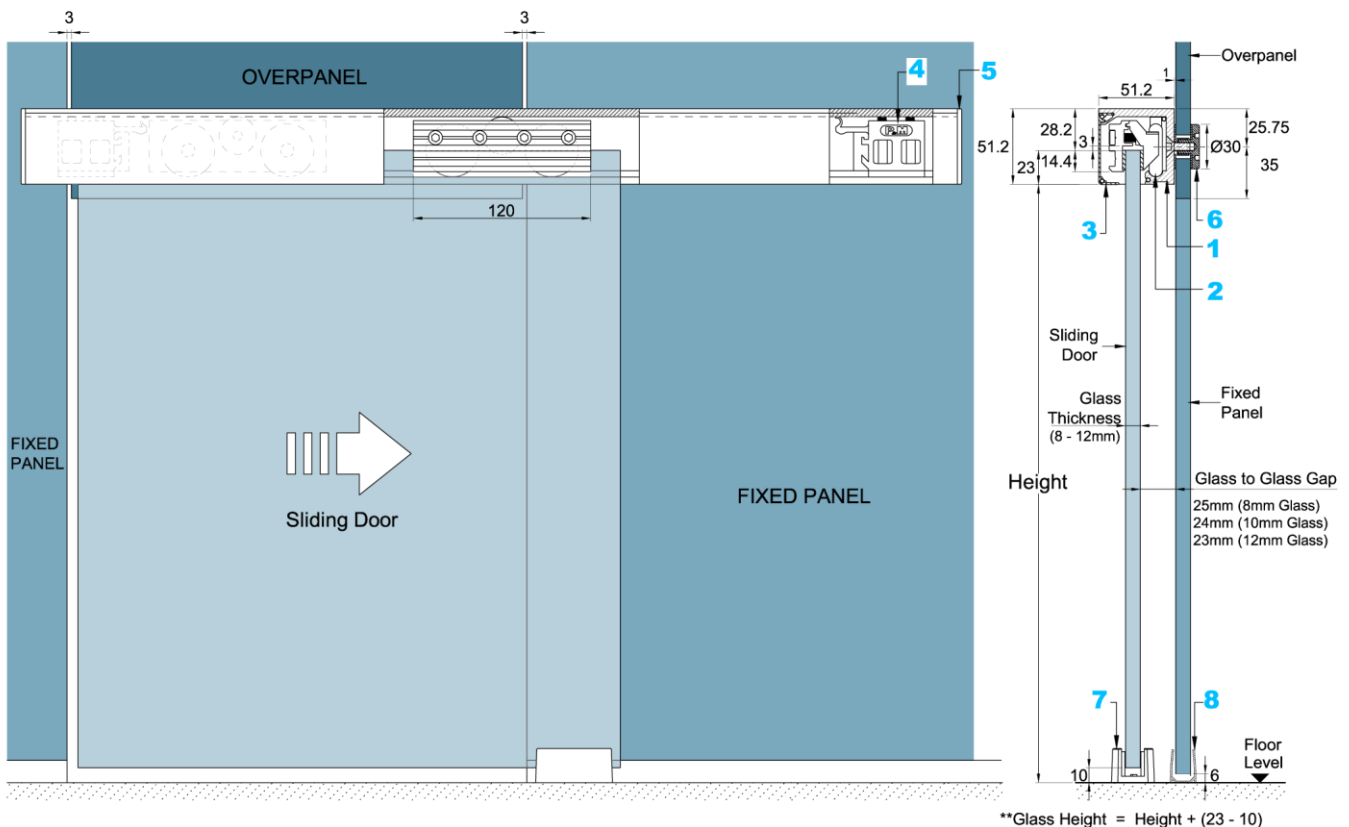 3
3
OVERPANEL
4
5
120
FIXED
PANEL
Sliding Door
FIXED PANEL
Overpanel
1
51.2
51.2
28.2
3
23
14.4
25.75
Ø30
35
3
6
1
2
Sliding
Door
Glass
Thickness
(8 - 12mm)
Fixed
Panel
Height
Glass to Glass Gap
25mm (8mm Glass)
24mm (10mm Glass)
23mm (12mm Glass)
7
8
10
6
Floor
Level
**Glass Height = Height + (23 - 10)